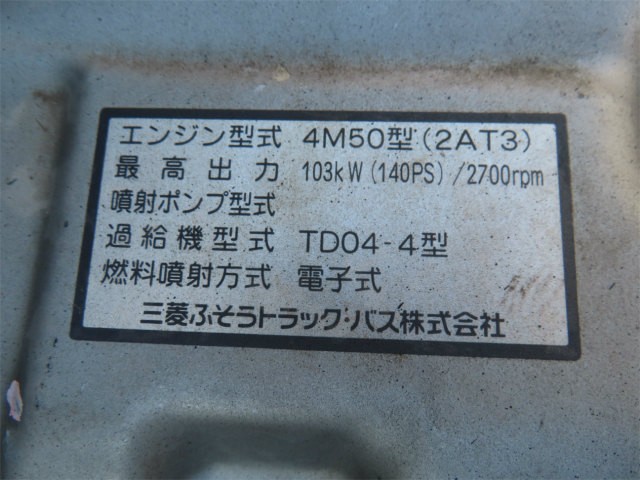 エンジン型式 4M50型(2AT3)
最高出力 103kW(140PS)/2700rpm
噴射ポンプ型式
過給機型式 TD04-4型
燃料噴射方式 電子式
三菱ふそうトラック・バス株式会社